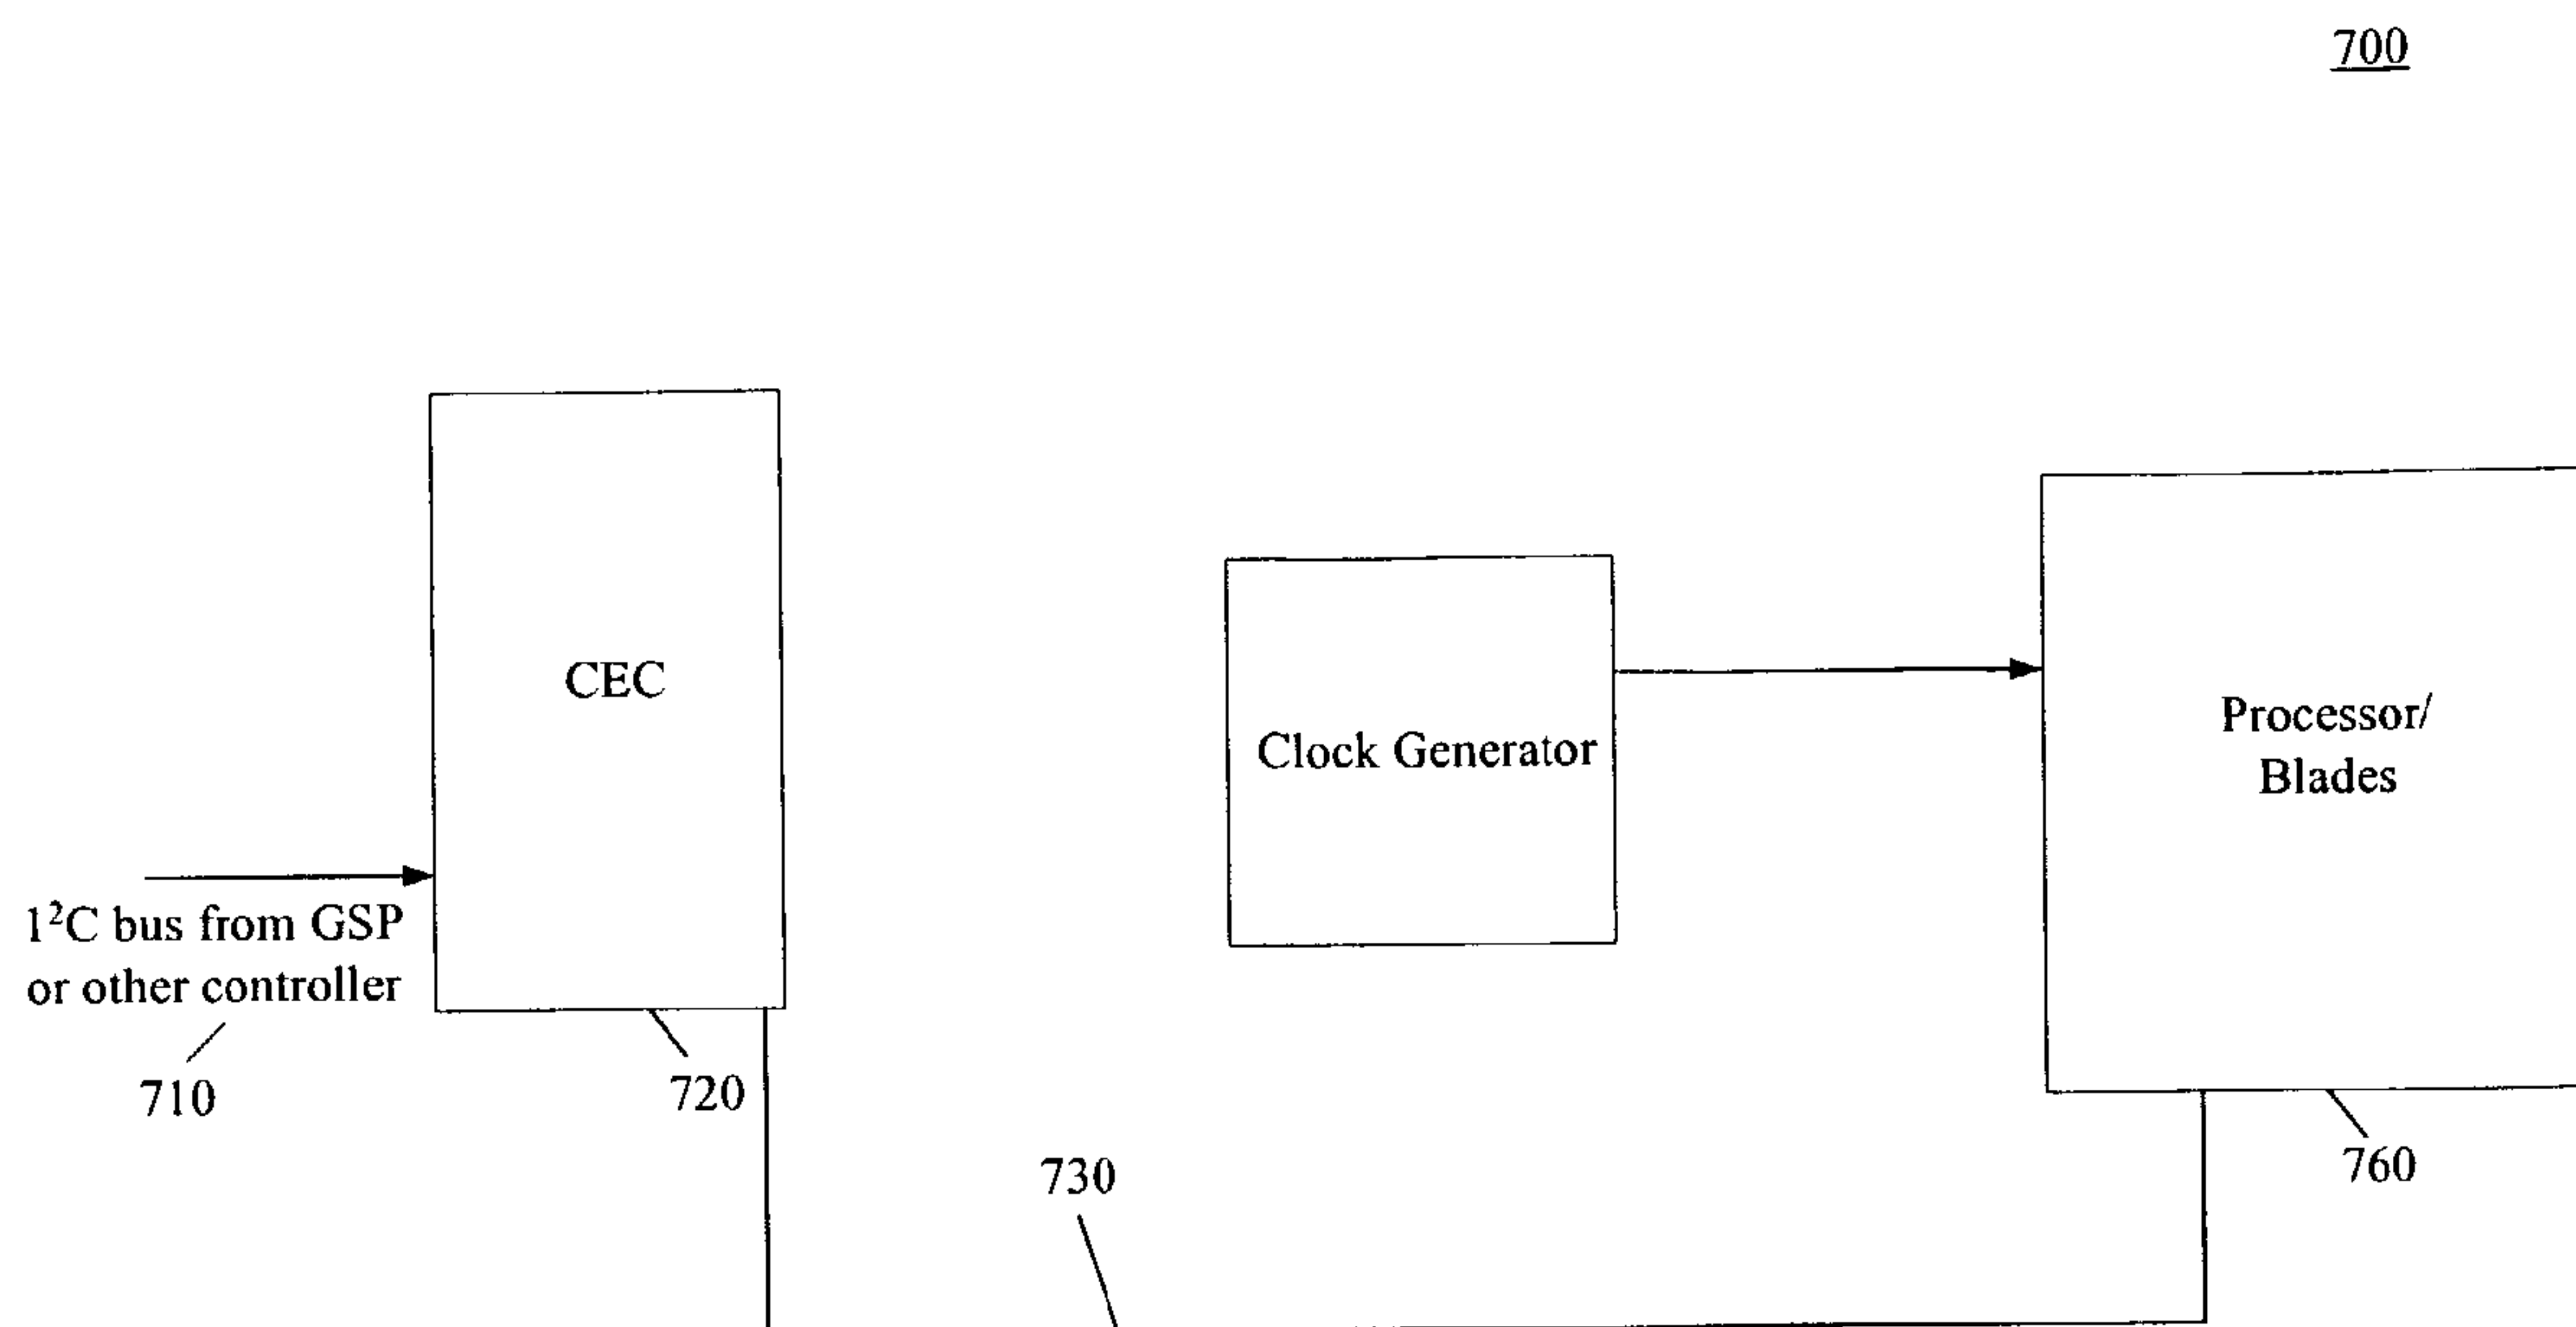 700
CEC
Clock Generator
Processor/
Blades
1²C bus from GSP
or other controller
710
720
730
760